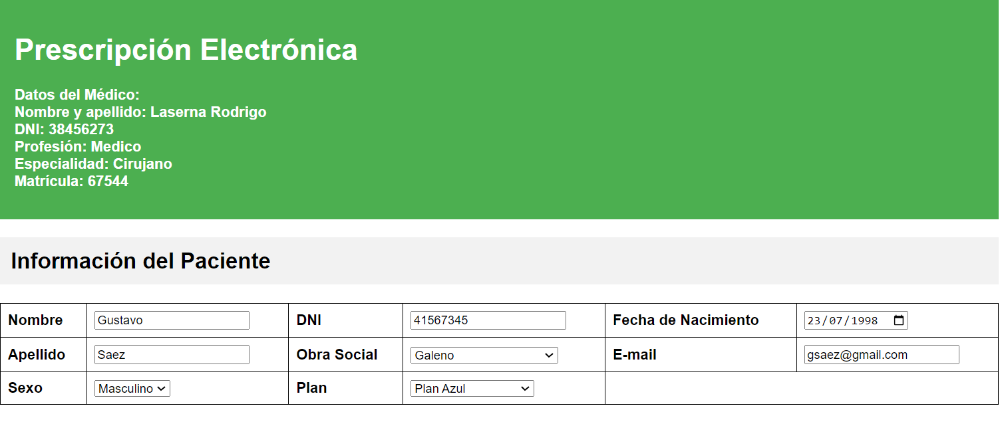 Prescripción Electrónica
Datos del Médico:
Nombre y apellido: Laserna Rodrigo
DNI: 38456273
Profesión: Medico
Especialidad: Cirujano
Matrícula: 67544
Información del Paciente
Nombre Gustavo DNI 41567345 Fecha de Nacimiento 23/07/1998
Apellido Saez Obra Social Galeno E-mail gsaez@gmail.com
Sexo Masculino Plan Plan Azul